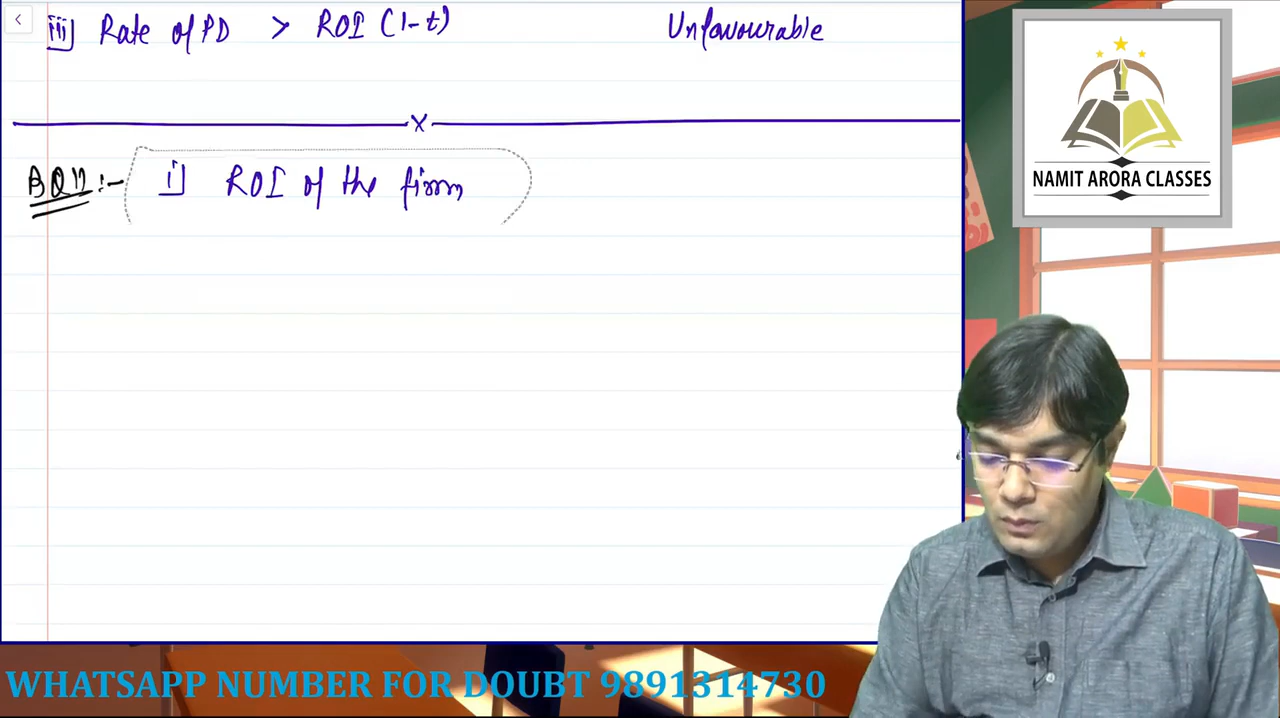 iii] Rate of PD > ROI (1-t) Unfavourable
x
BQ11:- i] ROI of the firm
NAMIT ARORA CLASSES
WHATSAPP NUMBER FOR DOUBT 9891314730